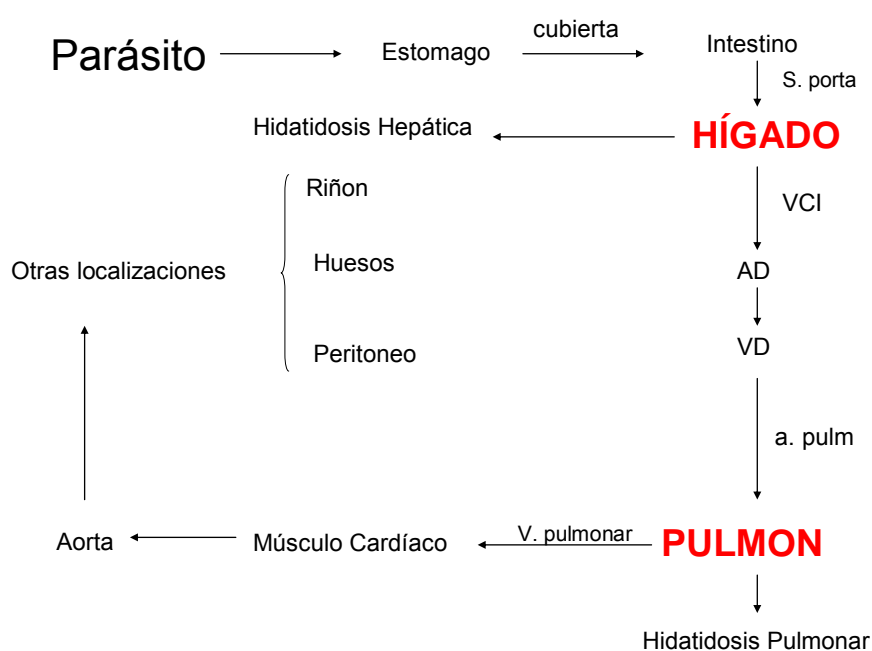 Parásito
Estomago
cubierta
Intestino
S. porta
HÍGADO
Hidatidosis Hepática
VCI
AD
VD
a. pulm
PULMON
Hidatidosis Pulmonar
V. pulmonar
Músculo Cardíaco
Aorta
Otras localizaciones
Riñon
Huesos
Peritoneo